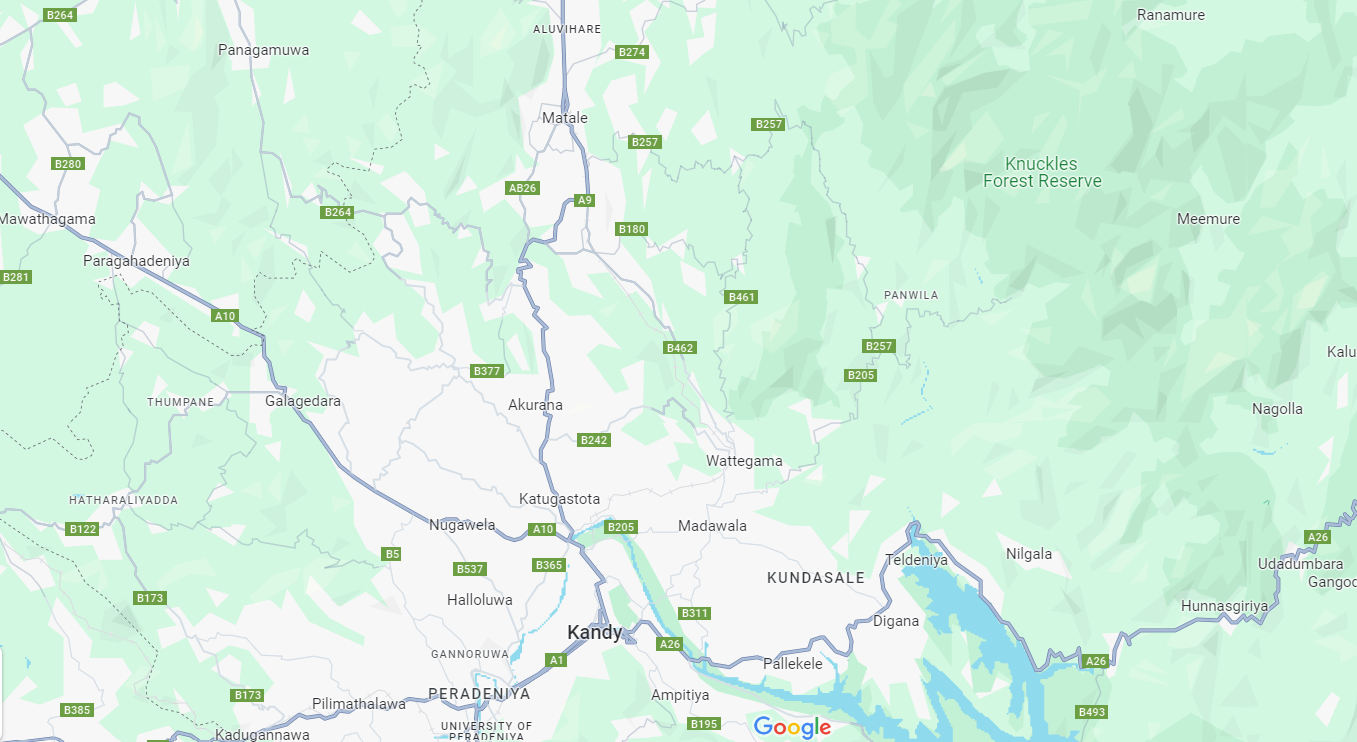 B264
Ranamure
ALUVIHARE
Panagamuwa
B274
Matale
B257
B257
B280
Knuckles
Forest Reserve
AB26
A9
B264
Mawathagama
Meemure
B180
Paragahadeniya
B281
PANWILA
B461
A10
B462
B257
Kalu
B377
B205
THUMPANE
Galagedara
Akurana
Nagolla
B242
Wattegama
HATHARALIYADDA
Katugastota
B122
Nugawela
A10
B205
Madawala
A26
B5
Teldeniya
Nilgala
Udadumbara
B537
B365
KUNDASALE
Gangod
B173
Halloluwa
Hunnasgiriya
B311
Digana
Kandy
A26
GANNORUWA
A1
Pallekele
A26
B173
PERADENIYA
Ampitiya
Pilimathalawa
B385
B493
B195
Google
UNIVERSITY OF
PERADENIYA
Kadugannawa